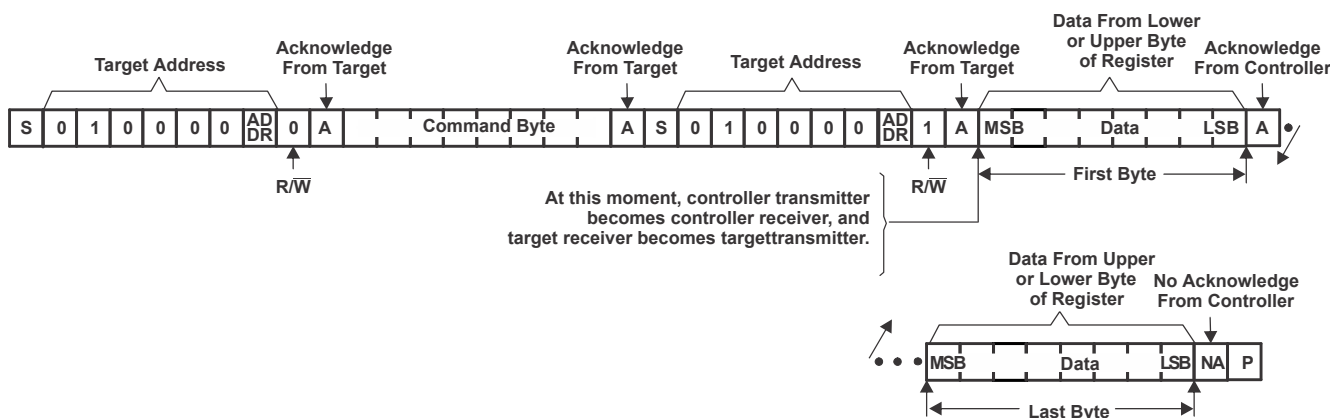 Data From Lower
or Upper Byte
of Register
Acknowledge
From Target
Acknowledge
From Target
Acknowledge
From Target
Acknowledge
From Controller
Target Address
Target Address
S 0 1 0 0 0 0 AD DR 0 A Command Byte A S 0 1 0 0 0 0 AD DR 1 A MSB Data LSB A
R/W̅
R/W̅
First Byte
At this moment, controller transmitter
becomes controller receiver, and
target receiver becomes targettransmitter.
Data From Upper
or Lower Byte
of Register
No Acknowledge
From Controller
MSB Data LSB NA P
Last Byte